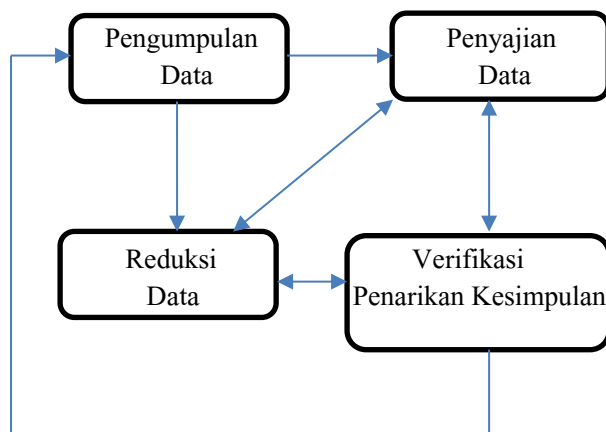 Pengumpulan
Data
Penyajian
Data
Reduksi
Data
Verifikasi
Penarikan Kesimpulan